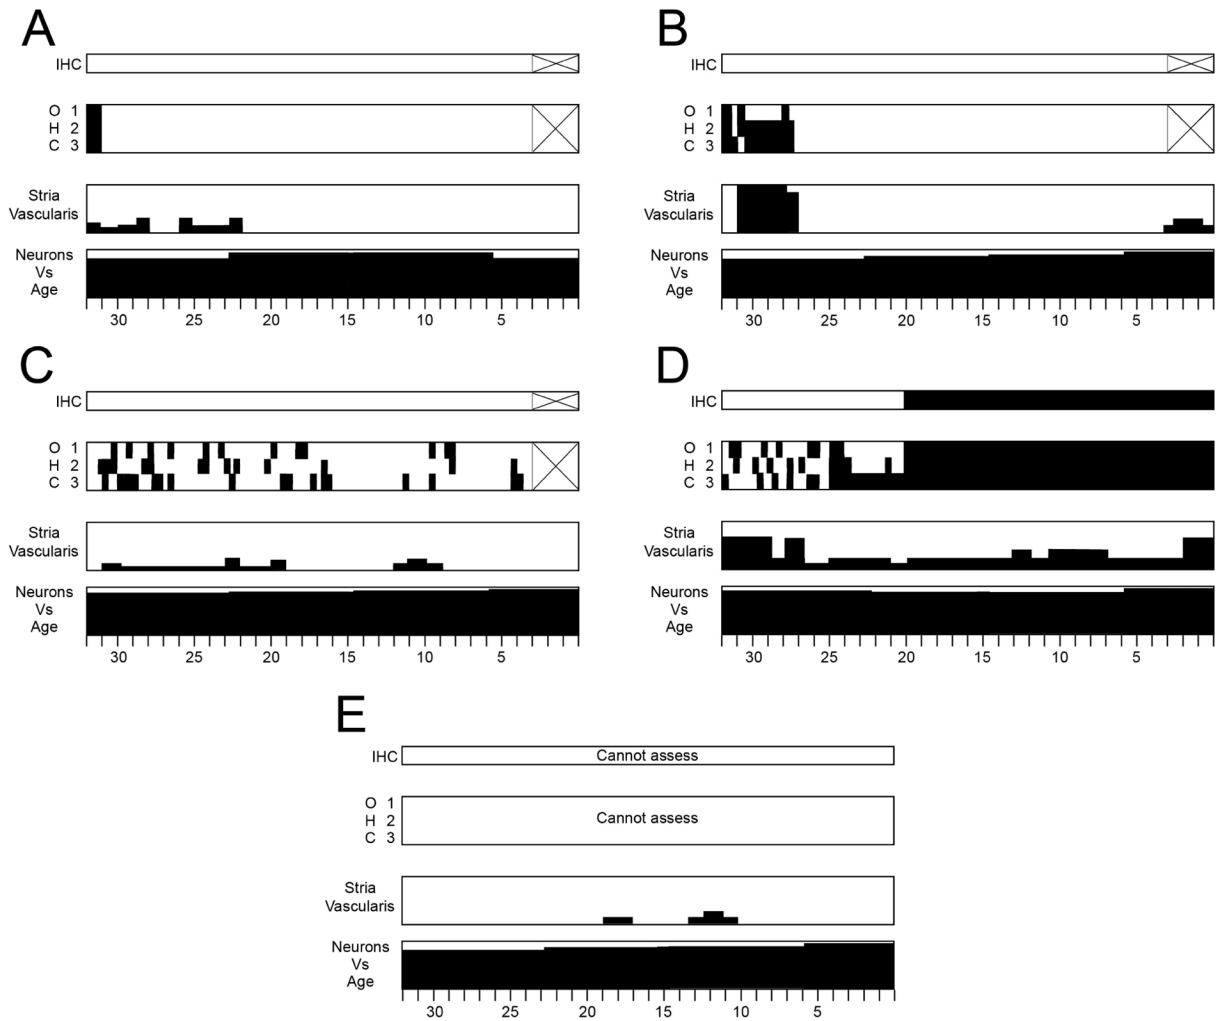 A
IHC
O 1
H 2
C 3
Stria
Vascularis
Neurons
Vs
Age
30 25 20 15 10 5
B
IHC
O 1
H 2
C 3
Stria
Vascularis
Neurons
Vs
Age
30 25 20 15 10 5
C
IHC
O 1
H 2
C 3
Stria
Vascularis
Neurons
Vs
Age
30 25 20 15 10 5
D
IHC
O 1
H 2
C 3
Stria
Vascularis
Neurons
Vs
Age
30 25 20 15 10 5
E
IHC Cannot assess
O 1
H 2 Cannot assess
C 3
Stria
Vascularis
Neurons
Vs
Age
30 25 20 15 10 5